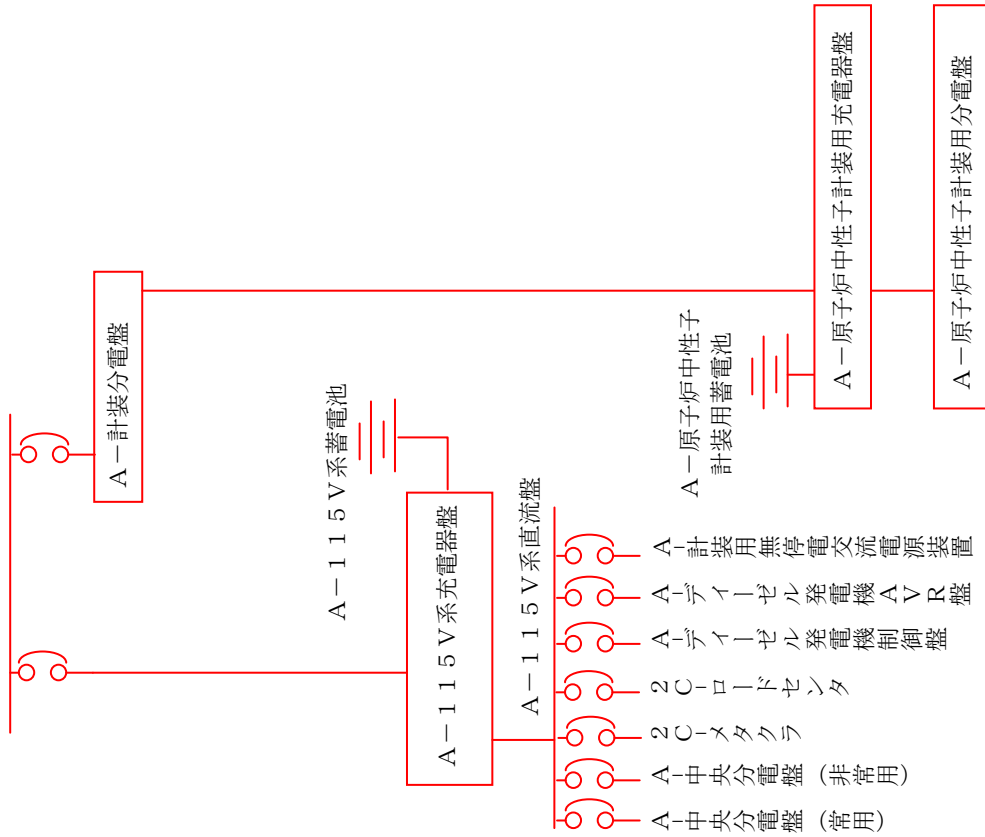 A－計装分電盤
A－１１５V系蓄電池
A－１１５V系充電器盤
A－１１５V系直流盤
A－原子炉中性子
計装用蓄電池
A－原子炉中性子計装用充電器盤
A－原子炉中性子計装用分電盤
A-中央分電盤（常用）
A-中央分電盤（非常用）
２C-メタクラ
２C-ロードセンタ
A-ディーゼル発電機制御盤
A-ディーゼル発電機AVR盤
A-計装用無停電交流電源装置